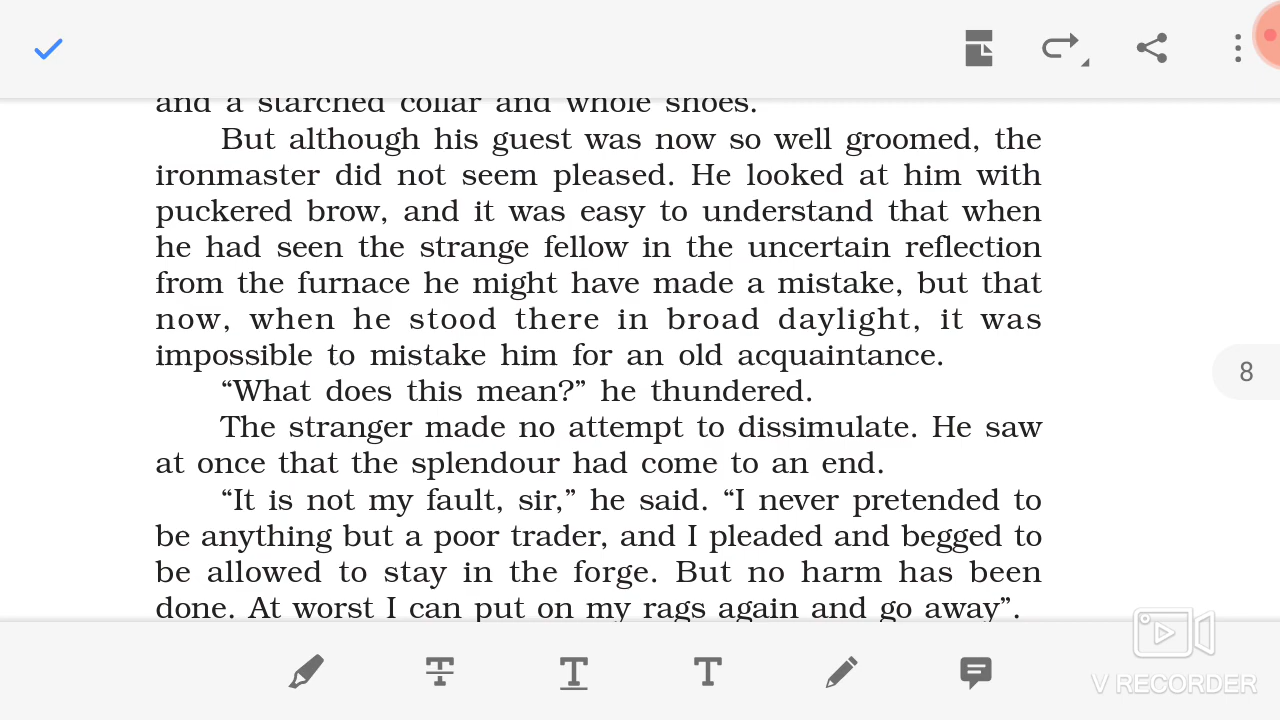 and a starched collar and whole shoes.
But although his guest was now so well groomed, the
ironmaster did not seem pleased. He looked at him with
puckered brow, and it was easy to understand that when
he had seen the strange fellow in the uncertain reflection
from the furnace he might have made a mistake, but that
now, when he stood there in broad daylight, it was
impossible to mistake him for an old acquaintance.
“What does this mean?” he thundered.
The stranger made no attempt to dissimulate. He saw
at once that the splendour had come to an end.
“It is not my fault, sir,” he said. “I never pretended to
be anything but a poor trader, and I pleaded and begged to
be allowed to stay in the forge. But no harm has been
done. At worst I can put on my rags again and go away”.
8
T T T
V RECORDER